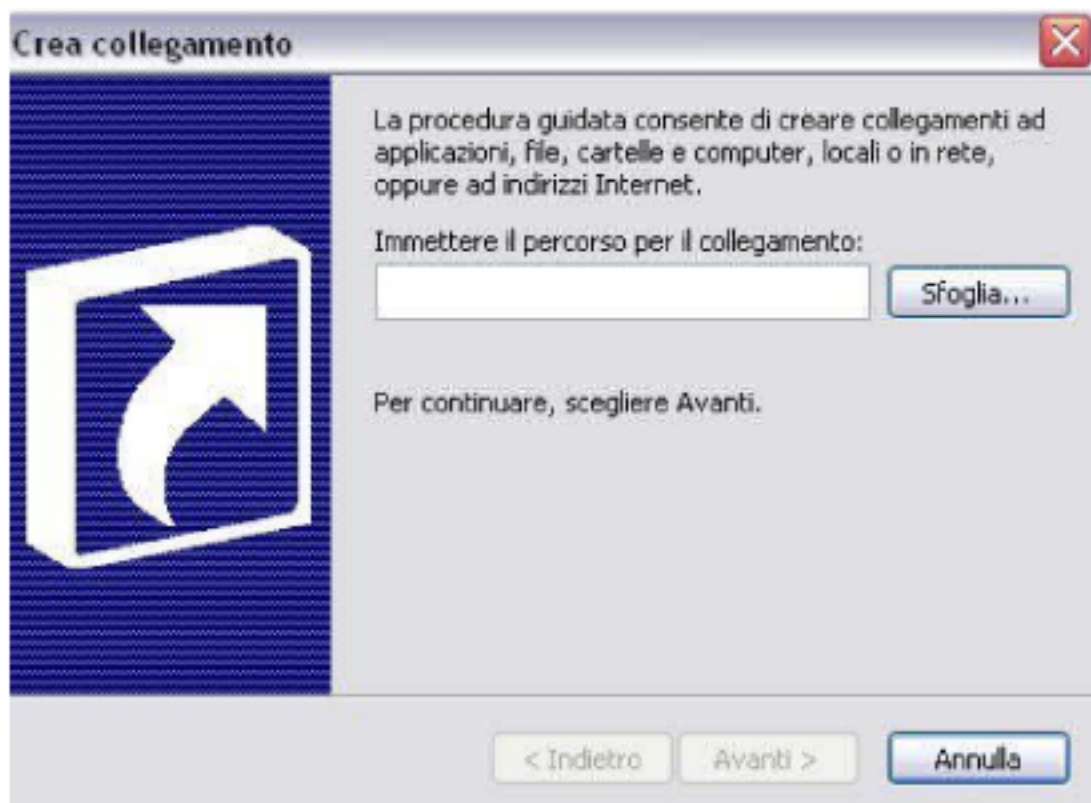 Crea collegamento
La procedura guidata consente di creare collegamenti ad
applicazioni, file, cartelle e computer, locali o in rete,
oppure ad indirizzi Internet.
Immettere il percorso per il collegamento:
Sfoglia...
Per continuare, scegliere Avanti.
< Indietro
Avanti >
Annulla